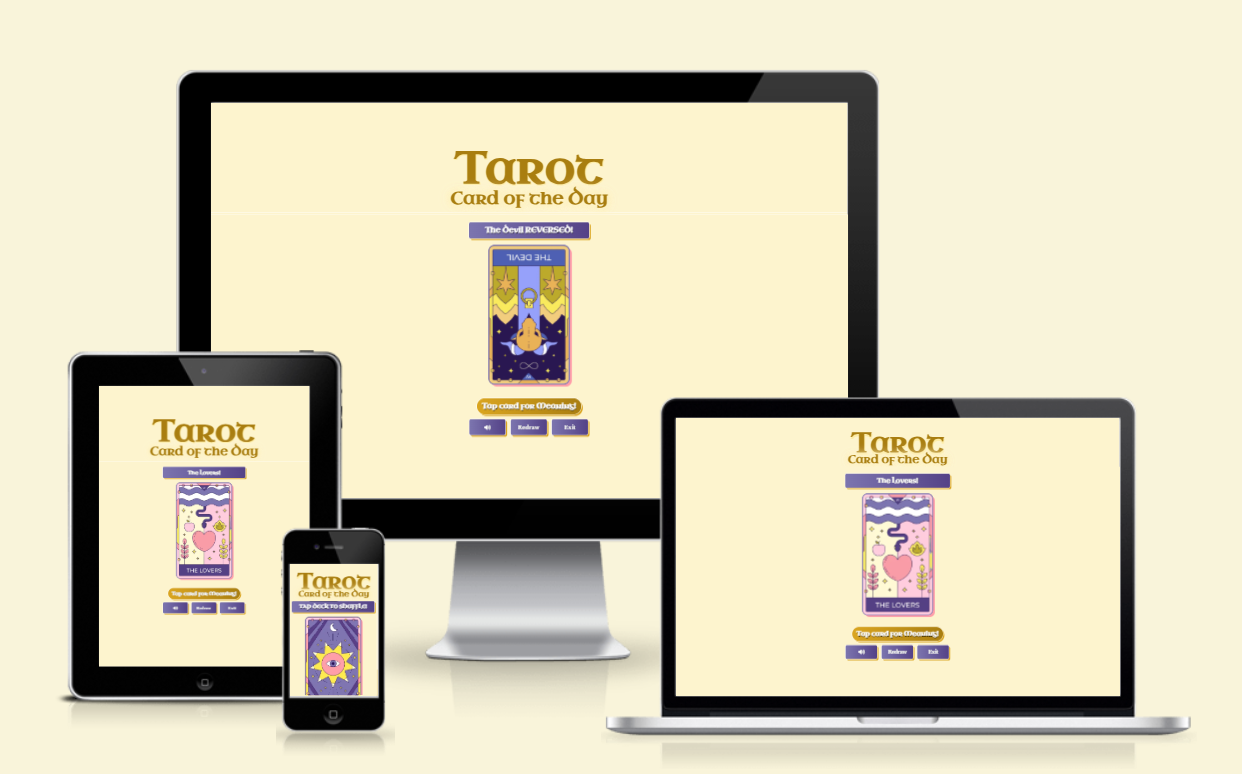 Tarot
Card of the Day
The Devil REVERSED!
THE DEVIL
Tap card for Meaning!
Redraw
Exit
Tarot
Card of the Day
The Lovers!
THE LOVERS
Tap card for Meaning!
Redraw
Exit
Tarot
Card of the Day
Tap deck to shuffle!
Tarot
Card of the Day
The Lovers!
THE LOVERS
Tap card for Meaning!
Redraw
Exit